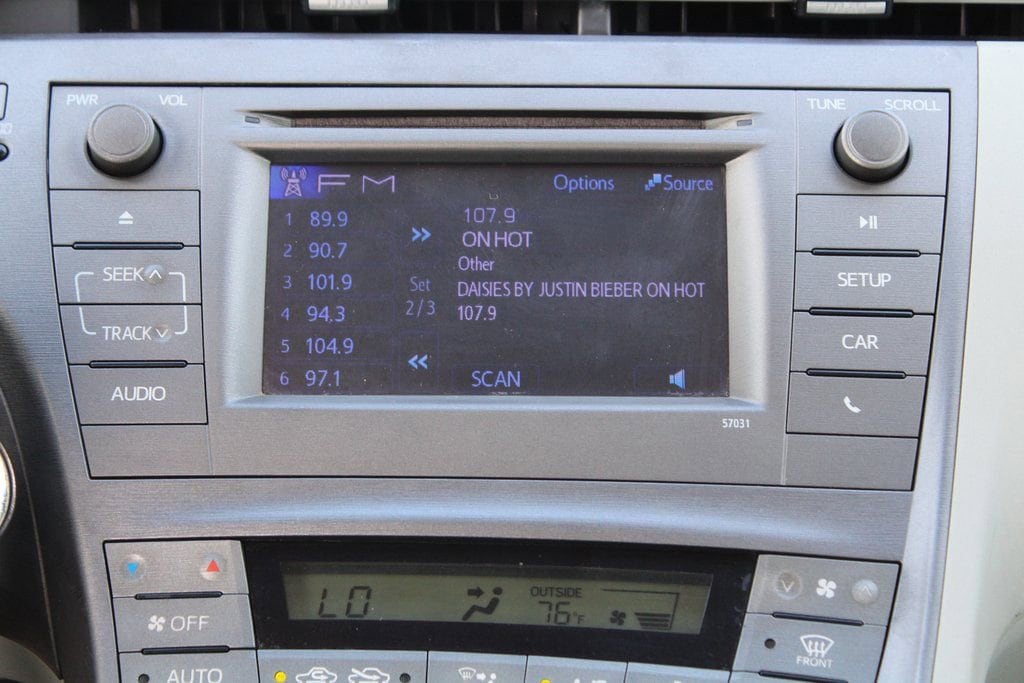 PWR VOL
TUNE SCROLL
FM
Options Source
1 89.9
2 90.7
3 101.9
4 94.3
5 104.9
6 97.1
Set
2/3
107.9
ON HOT
Other
DAISIES BY JUSTIN BIEBER ON HOT
107.9
SCAN
SEEK
TRACK
AUDIO
SETUP
CAR
57031
LO
OUTSIDE
76°F
OFF
AUTO
FRONT